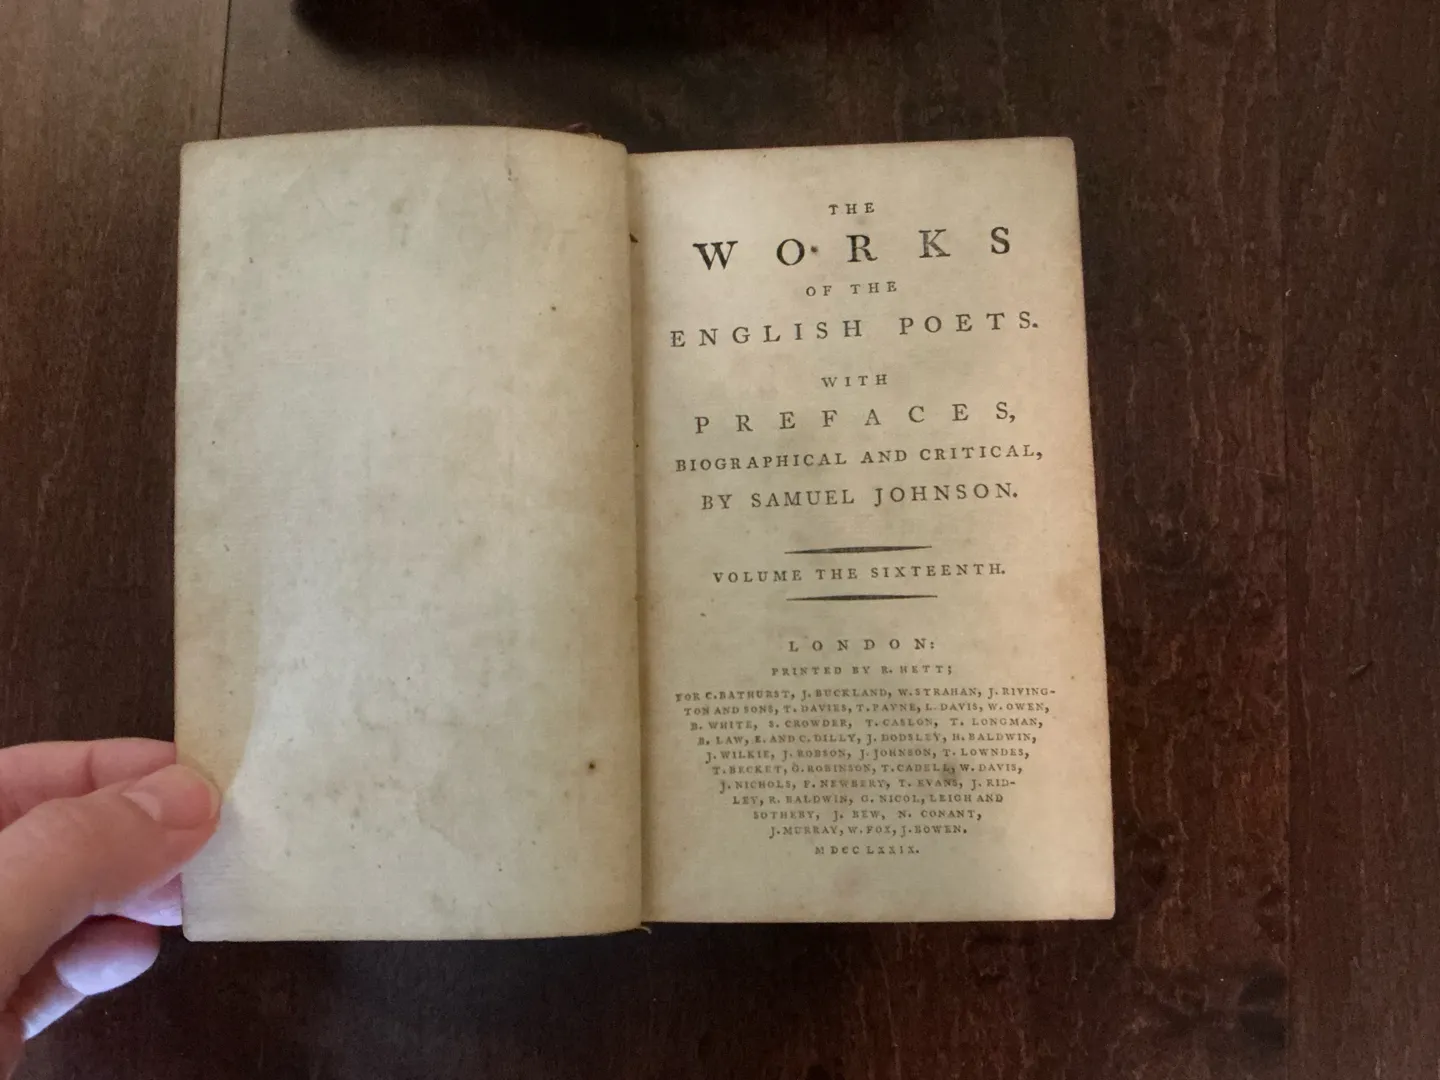 THE
WORKS
OF THE
ENGLISH POETS.
WITH
PREFACES,
BIOGRAPHICAL AND CRITICAL,
BY SAMUEL JOHNSON.
VOLUME THE SIXTEENTH.
LONDON:
PRINTED BY R. HETT;
FOR C. BATHURST, J. BUCKLAND, W. STRAHAN, J. RIVING-
TON AND SONS, T. DAVIES, T. PAYNE, L. DAVIS, W. OWEN,
B. WHITE, S. CROWDER, T. CASLON, T. LONGMAN,
B. LAW, E. AND C. DILLY, J. DODSLEY, H. BALDWIN,
J. WILKIE, J. ROBSON, J. JOHNSON, T. LOWNDES,
T. BECKET, G. ROBINSON, T. CADELL, W. DAVIS,
J. NICHOLS, F. NEWBERY, T. EVANS, J. RID-
LEY, R. BALDWIN, G. NICOL, LEIGH AND
SOTHEBY, J. BEW, N. CONANT,
J. MURRAY, W. FOX, J. BOWEN.
MDCCLXXIX.